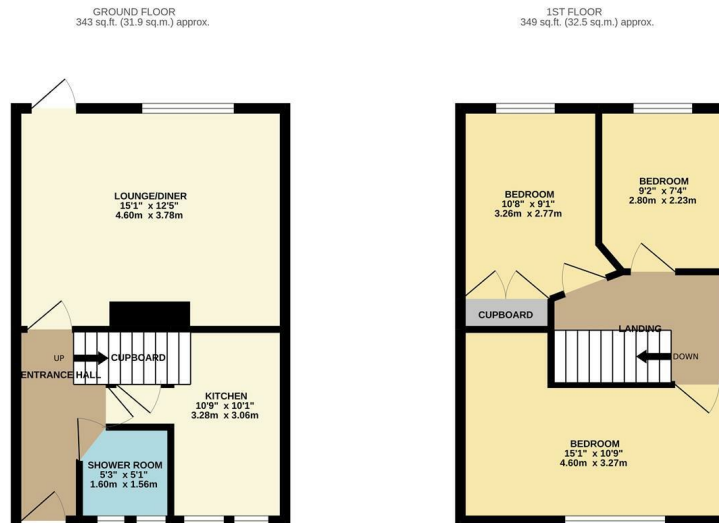 GROUND FLOOR
343 sq.ft. (31.9 sq.m.) approx.
1ST FLOOR
349 sq.ft. (32.5 sq.m.) approx.
LOUNGE/DINER
15'1" x 12'5"
4.60m x 3.78m
UP
CUPBOARD
ENTRANCE HALL
KITCHEN
10'9" x 10'1"
3.28m x 3.06m
SHOWER ROOM
5'3" x 5'1"
1.60m x 1.56m
BEDROOM
10'8" x 9'1"
3.26m x 2.77m
BEDROOM
9'2" x 7'4"
2.80m x 2.23m
CUPBOARD
LANDING
DOWN
BEDROOM
15'1" x 10'9"
4.60m x 3.27m